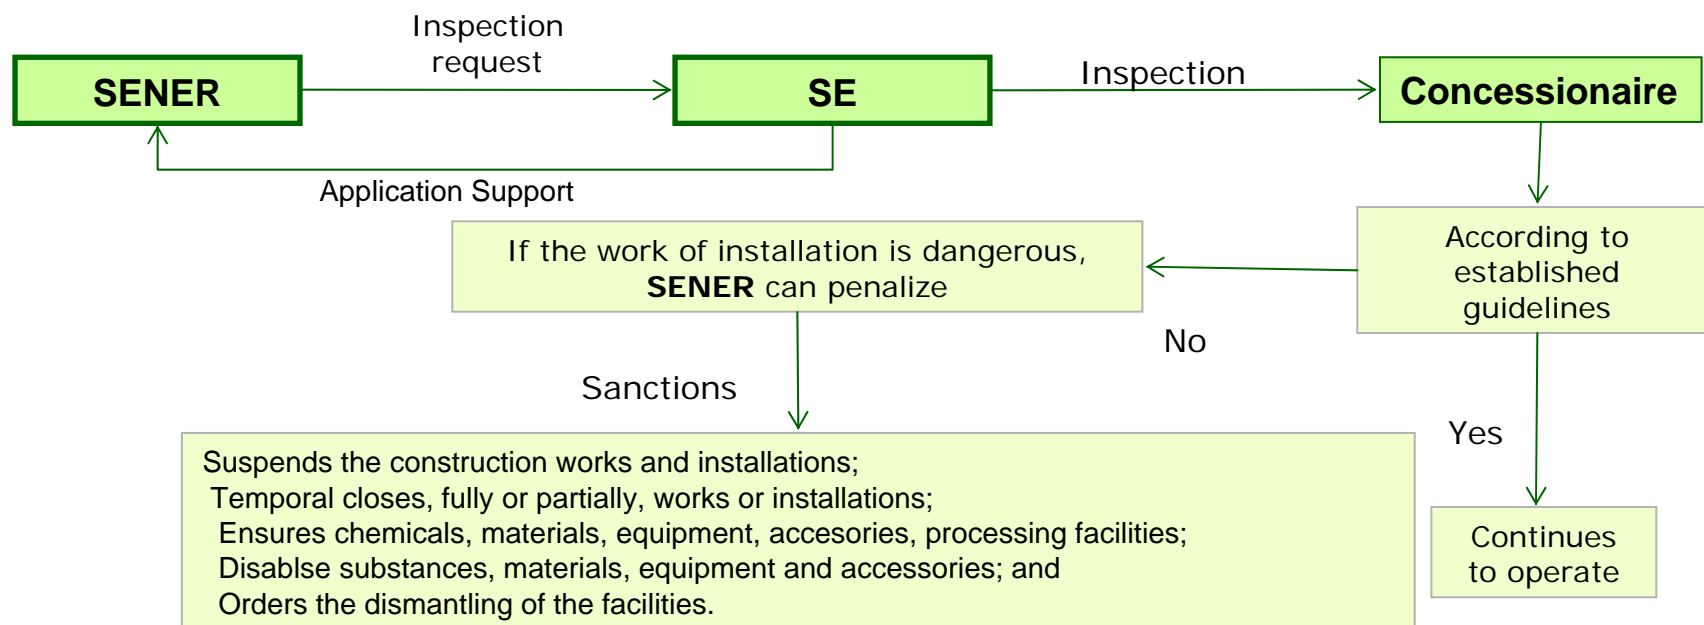 Inspection
request
SENER
SE
Inspection
Concessionaire
Application Support
If the work of installation is dangerous,
SENER can penalize
According to
established
guidelines
No
Sanctions
Yes
Suspends the construction works and installations;
Temporal closes, fully or partially, works or installations;
Ensures chemicals, materials, equipment, accesories, processing facilities;
Disablse substances, materials, equipment and accessories; and
Orders the dismantling of the facilities.
Continues
to operate